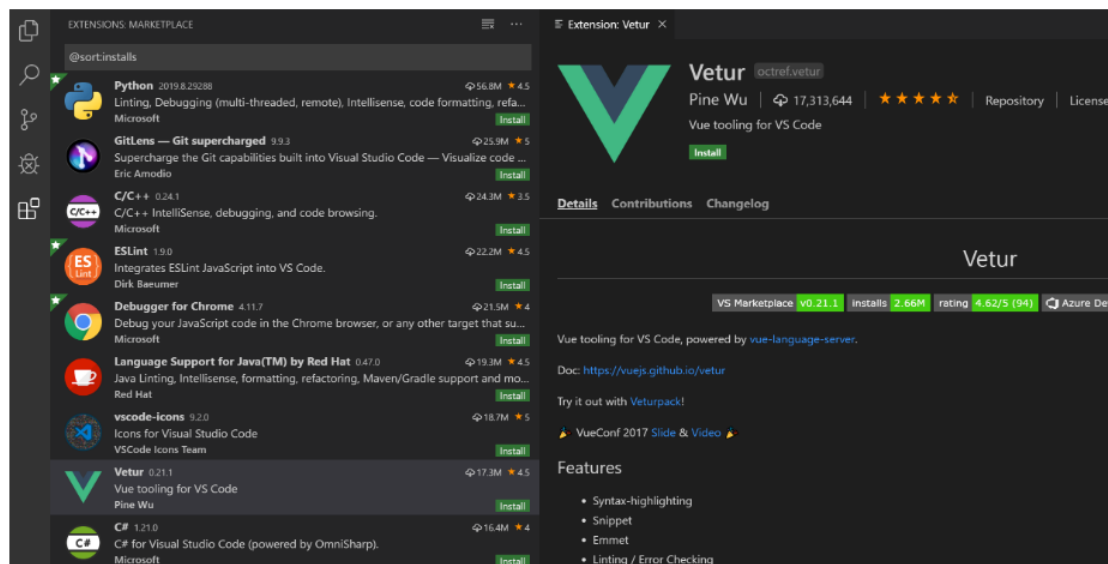 EXTENSIONS: MARKETPLACE
@sort:installs
Python 2019.8.29288 56.8M ★ 4.5
Linting, Debugging (multi-threaded, remote), Intellisense, code formatting, refa...
Microsoft Install
GitLens — Git supercharged 9.9.3 25.9M ★ 5
Supercharge the Git capabilities built into Visual Studio Code — Visualize code ...
Eric Amodio Install
C/C++
C/C++ 0.24.1 24.3M ★ 3.5
C/C++ IntelliSense, debugging, and code browsing.
Microsoft Install
ES
Lint
ESLint 1.9.0 22.2M ★ 4.5
Integrates ESLint JavaScript into VS Code.
Dirk Baeumer Install
Debugger for Chrome 4.11.7 21.5M ★ 4
Debug your JavaScript code in the Chrome browser, or any other target that su...
Microsoft Install
Language Support for Java(TM) by Red Hat 0.47.0 19.3M ★ 4.5
Java Linting, Intellisense, formatting, refactoring, Maven/Gradle support and mo...
Red Hat Install
vscode-icons 9.2.0 18.7M ★ 5
Icons for Visual Studio Code
VSCode Icons Team Install
Vetur 0.21.1 17.3M ★ 4.5
Vue tooling for VS Code
Pine Wu Install
C#
C# 1.21.0 16.4M ★ 4
C# for Visual Studio Code (powered by OmniSharp).
Microsoft Install
Extension: Vetur
Vetur octref.vetur
Pine Wu | 17,313,644 | Repository | License
Vue tooling for VS Code
Install
Details Contributions Changelog
Vetur
VS Marketplace v0.21.1 installs 2.66M rating 4.62/5 (94) Azure De
Vue tooling for VS Code, powered by vue-language-server.
Doc: https://vuejs.github.io/vetur
Try it out with Veturpack!
🎉 VueConf 2017 Slide & Video 🎉
Features
• Syntax-highlighting
• Snippet
• Emmet
• Linting / Error Checking